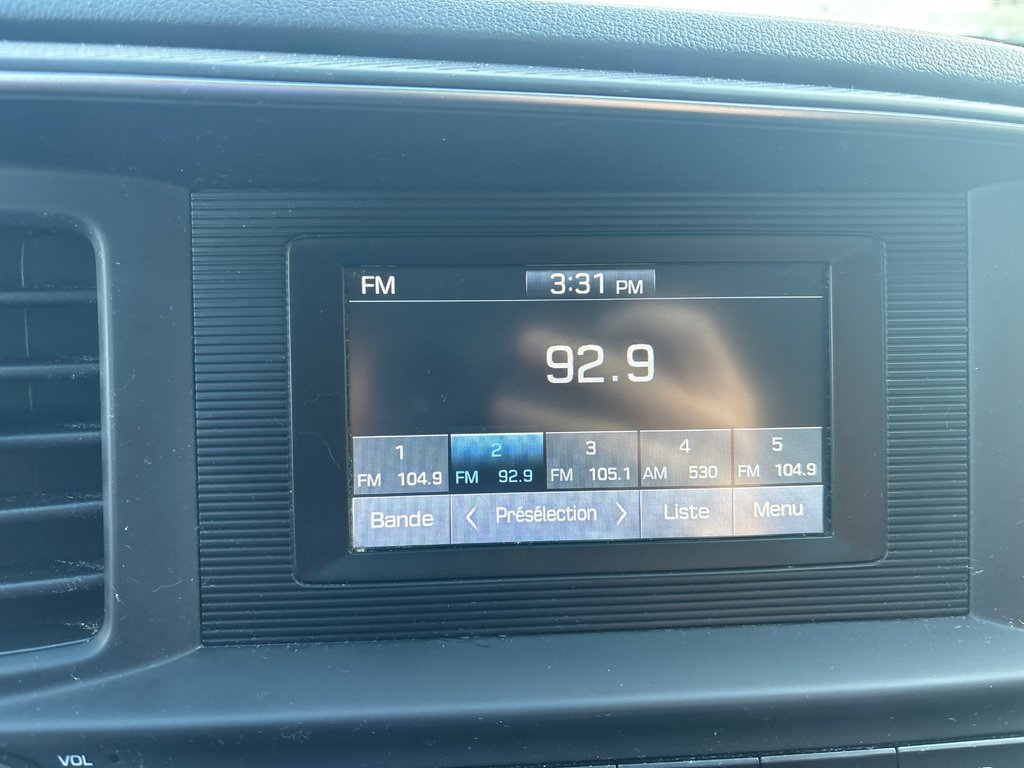 FM 3:31 PM
92.9
1 2 3 4 5
FM 104.9 FM 92.9 FM 105.1 AM 530 FM 104.9
Bande < Présélection > Liste Menu
VOL